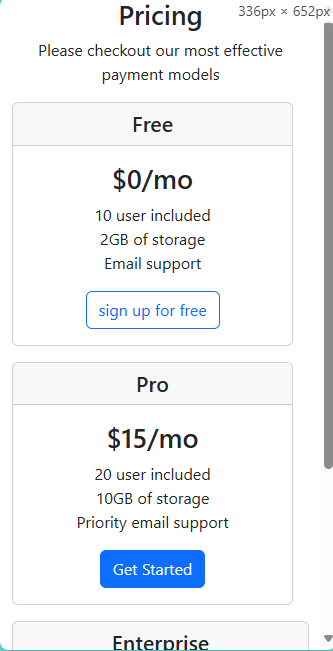 Pricing
336px × 652px
Please checkout our most effective
payment models
Free
$0/mo
10 user included
2GB of storage
Email support
sign up for free
Pro
$15/mo
20 user included
10GB of storage
Priority email support
Get Started
Enterprise